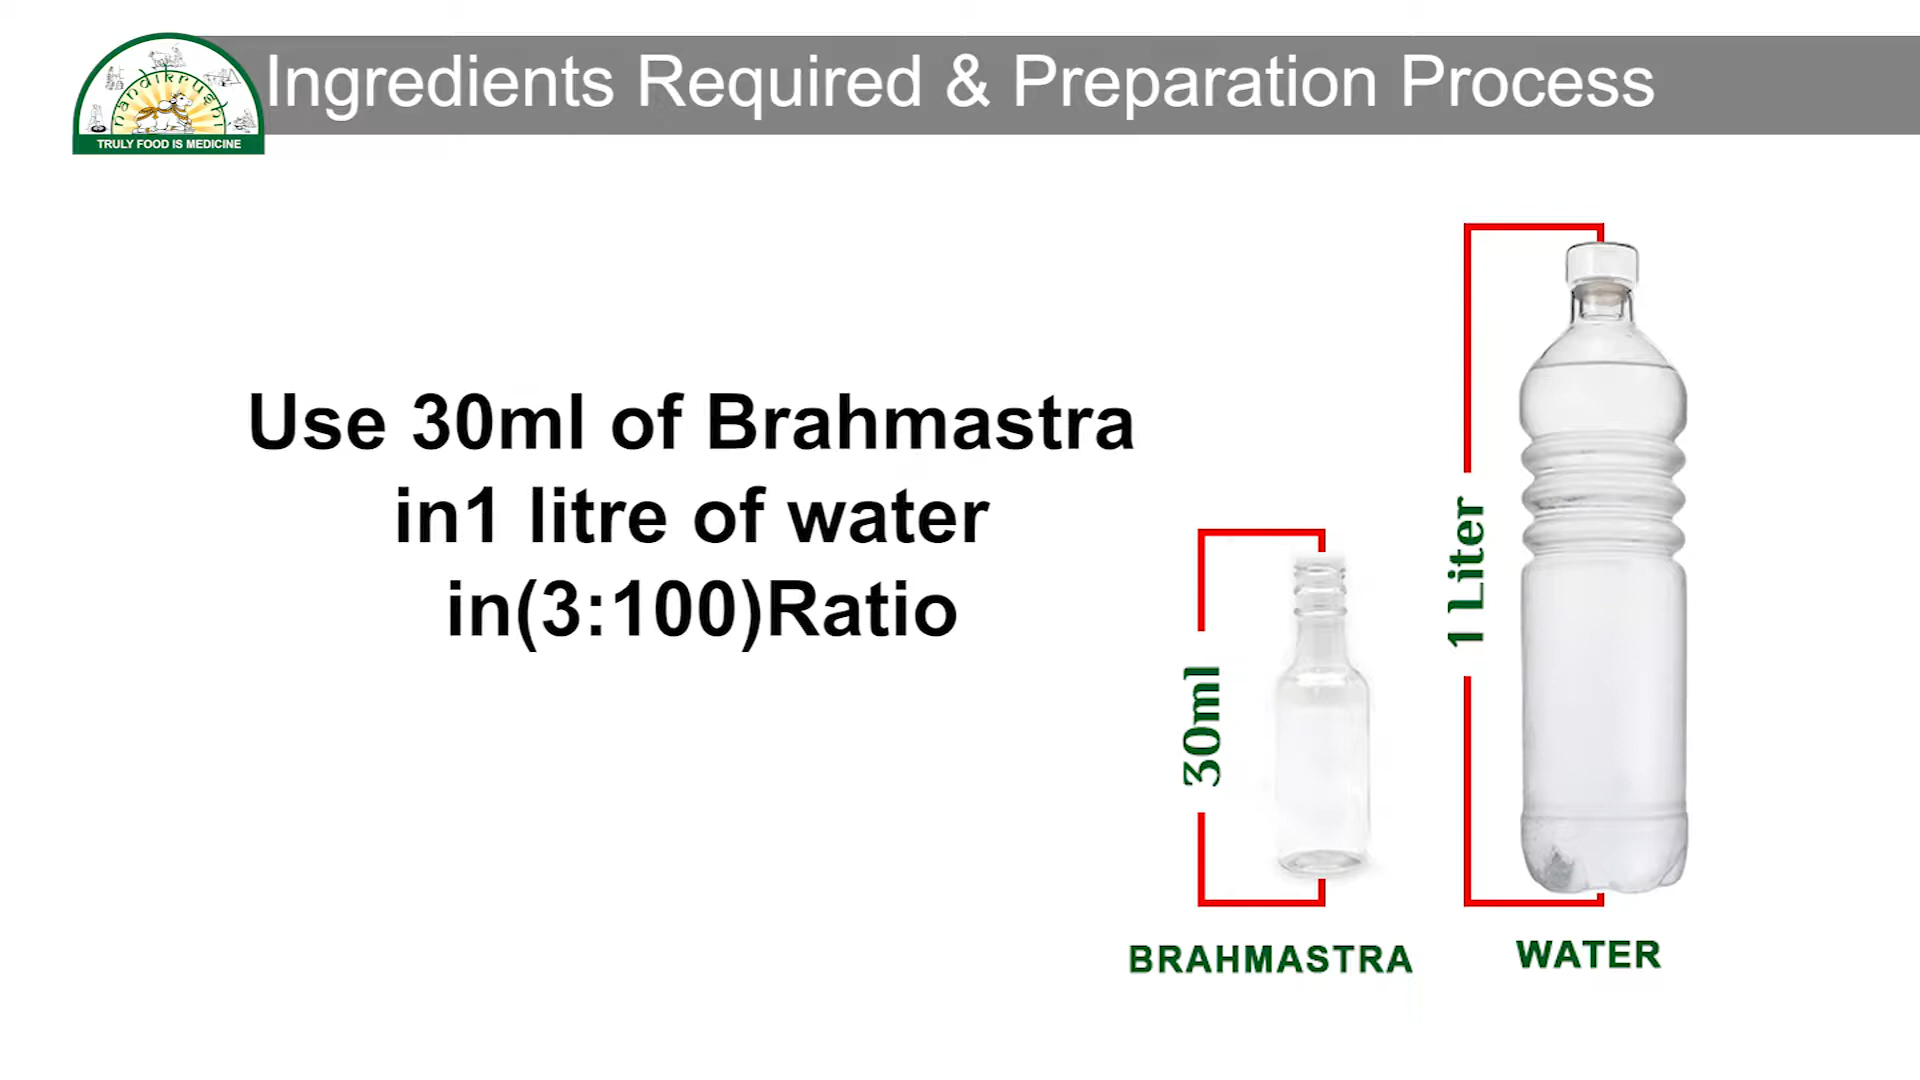 Ingredients Required & Preparation Process
nandikrushi
TRULY FOOD IS MEDICINE
Use 30ml of Brahmastra
in1 litre of water
in(3:100)Ratio
30ml
1 Liter
BRAHMASTRA
WATER